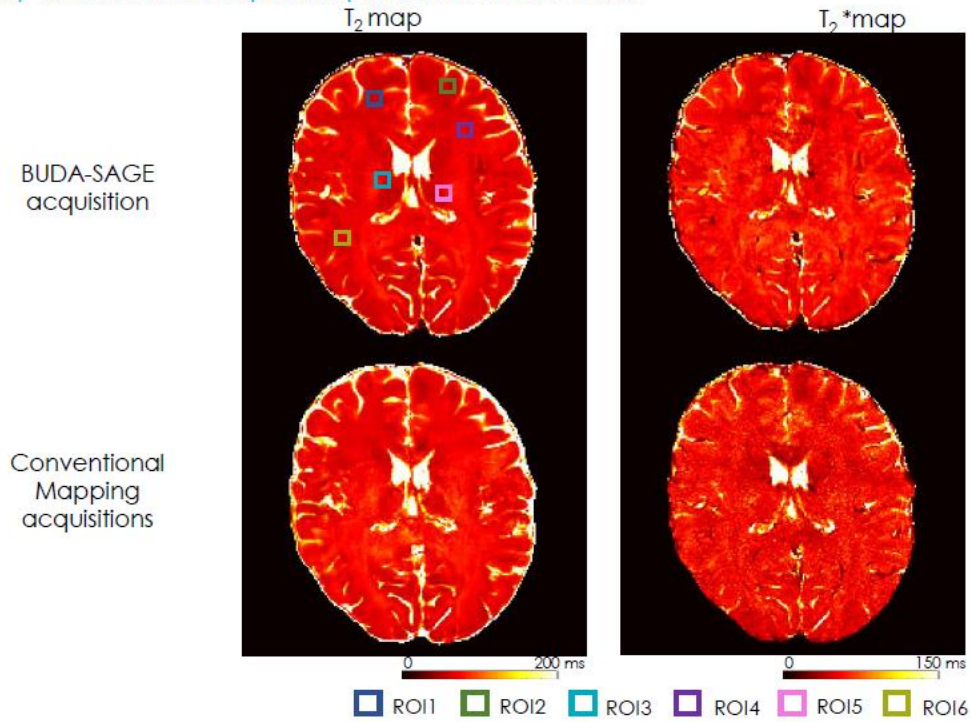 T₂ map
T₂ *map
BUDA-SAGE
acquisition
Conventional
Mapping
acquisitions
0 200 ms
0 150 ms
ROI1 ROI2 ROI3 ROI4 ROI5 ROI6